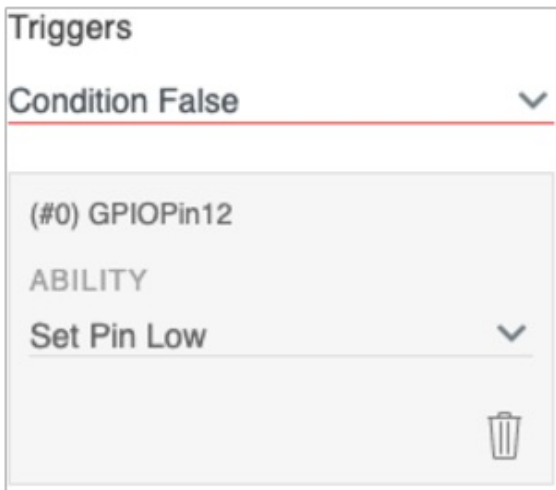 Triggers
Condition False
(#0) GPIOPin12
ABILITY
Set Pin Low